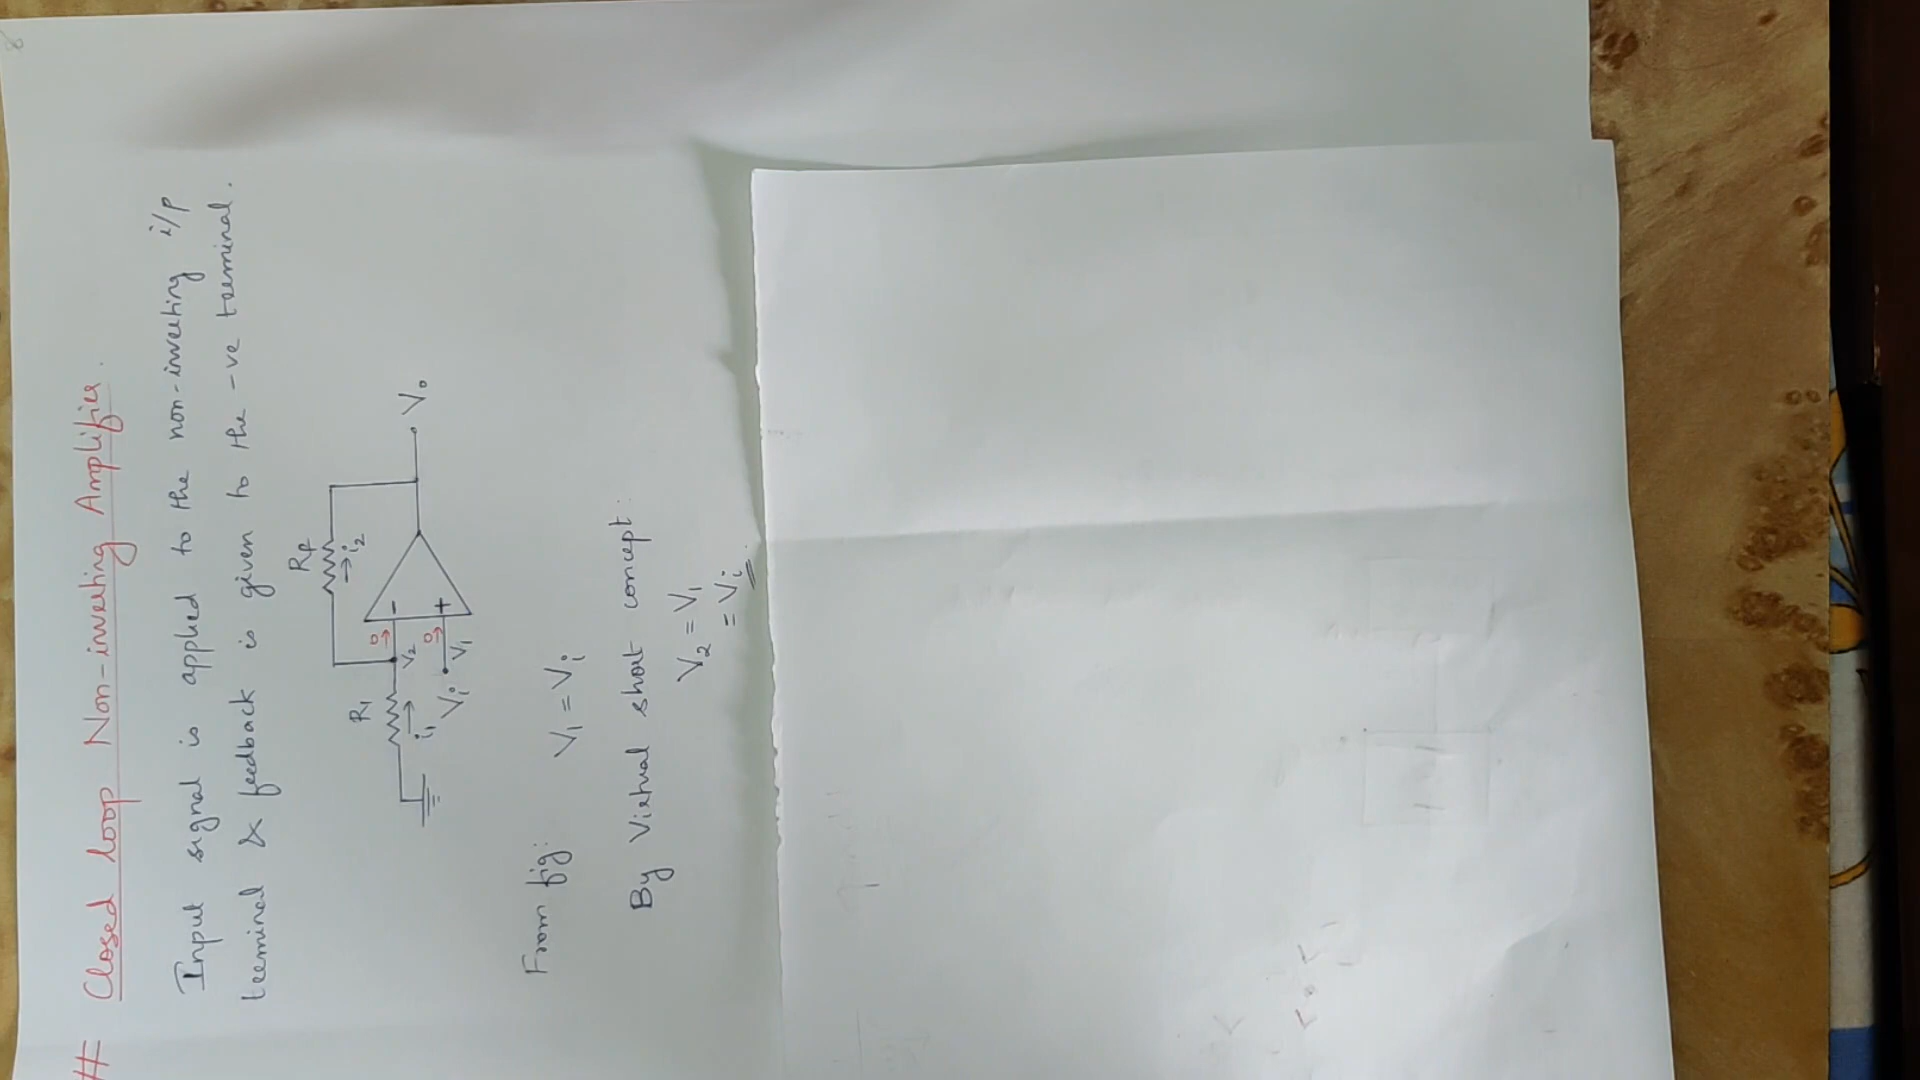 # Closed loop Non-inverting Amplifier.
Input signal is applied to the non-inverting i/p
terminal & feedback is given to the -ve terminal.
Rf
→ i2
R1
i1 →
0 →
V2
-
+
0 →
Vi
V1
Vo
From fig: V1 = Vi
By Virtual short concept:
V2 = V1
= Vi